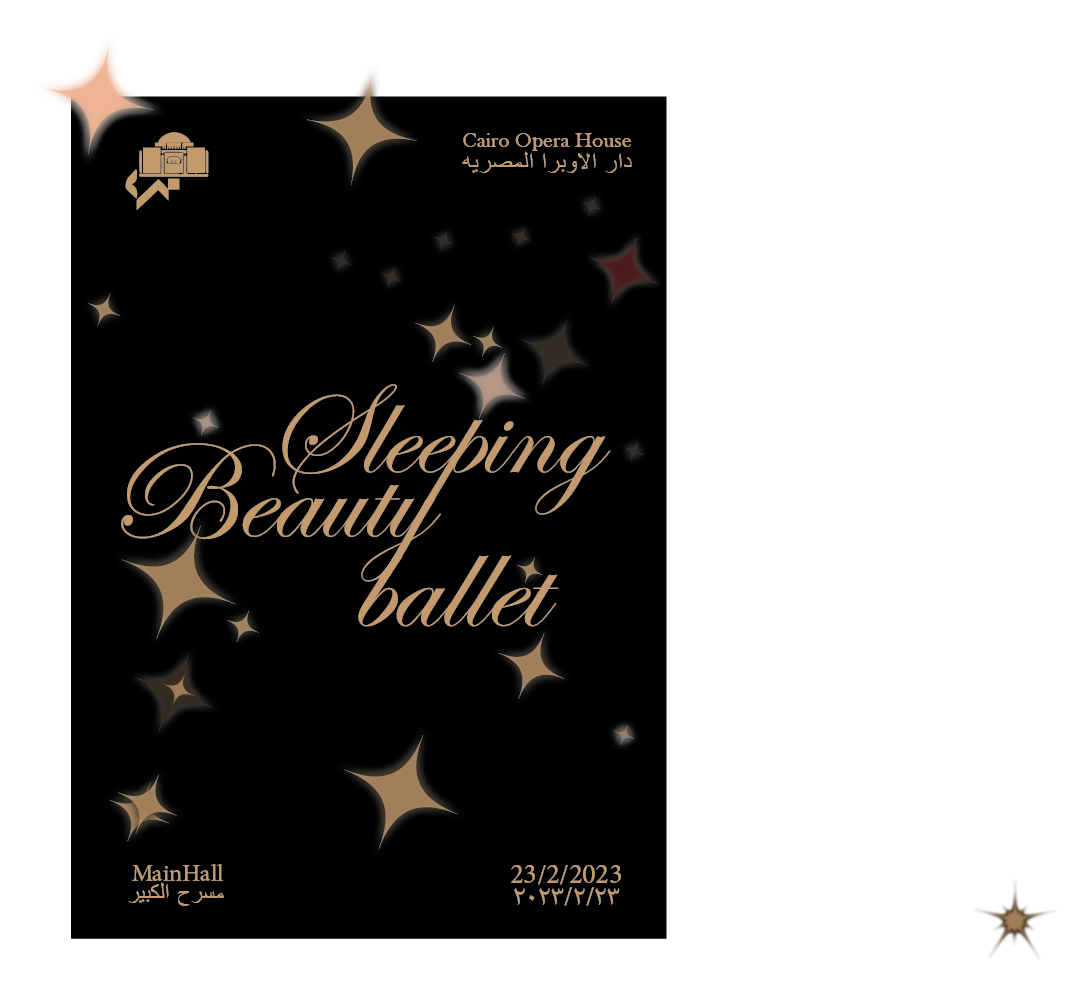 Cairo Opera House
دار الاوبرا المصريه
Sleeping
Beauty
ballet
MainHall
مسرح الكبير
23/2/2023
٢٠٢٣/٢/٢٣